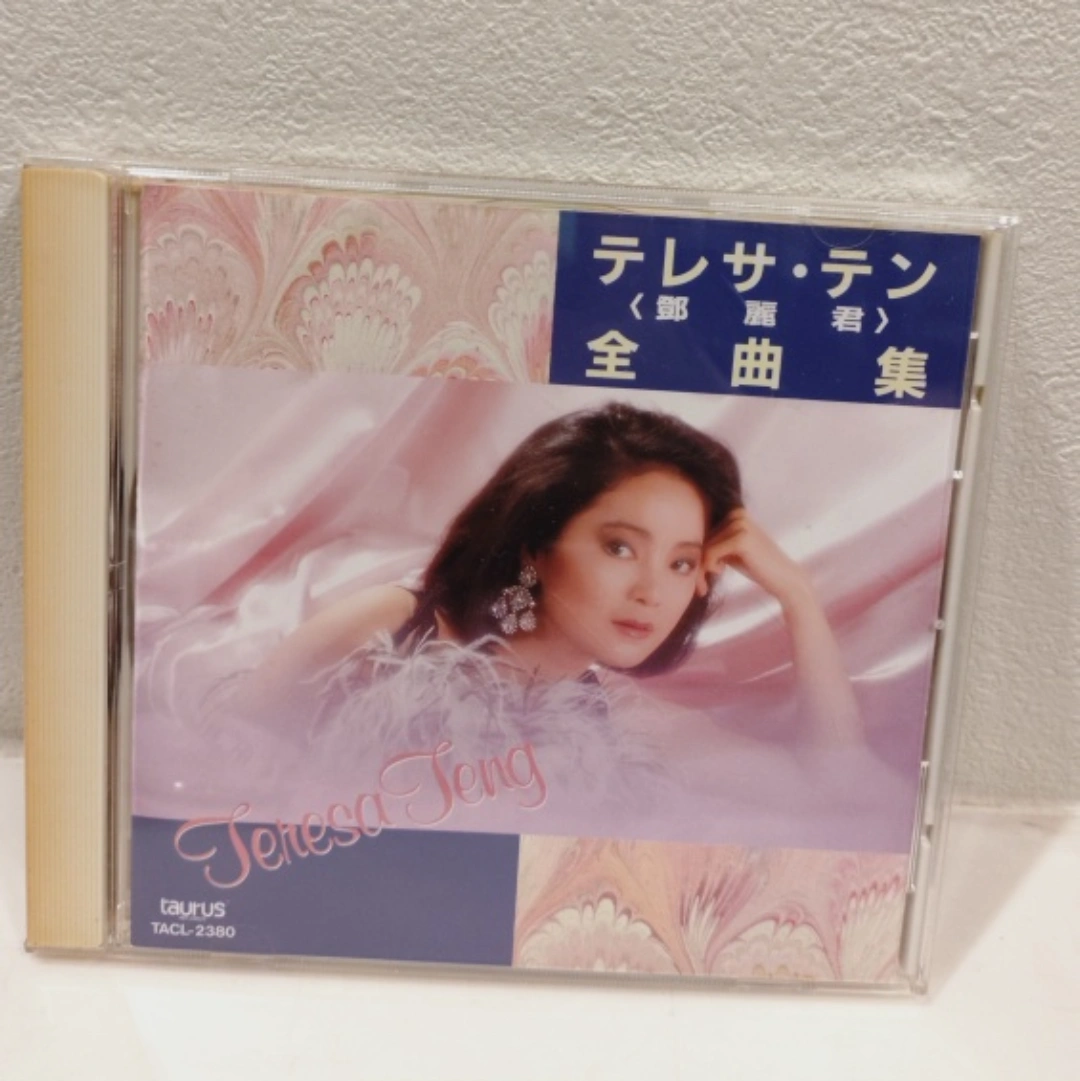 テレサ・テン
〈鄧麗君〉
全曲集
Teresa Teng
taurus
TACL-2380